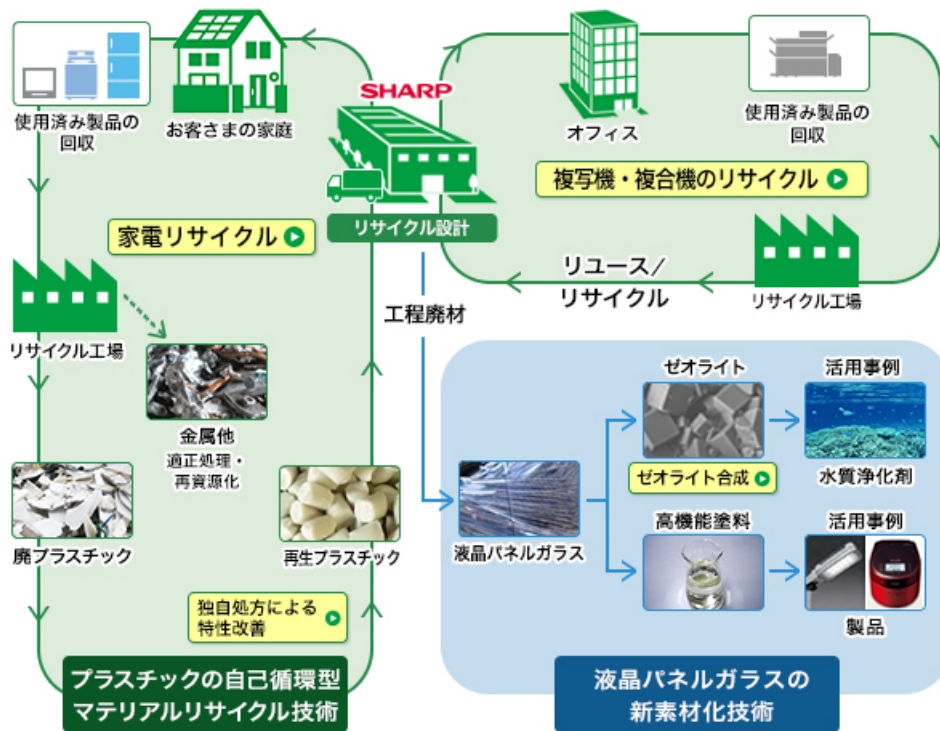 使用済み製品の
回収
お客さまの家庭
SHARP
リサイクル設計
家電リサイクル
リサイクル工場
金属他
適正処理・
再資源化
廃プラスチック
再生プラスチック
独自処方による
特性改善
プラスチックの自己循環型
マテリアルリサイクル技術
オフィス
使用済み製品の
回収
複写機・複合機のリサイクル
リユース/
リサイクル
リサイクル工場
工程廃材
液晶パネルガラス
ゼオライト
ゼオライト合成
活用事例
水質浄化剤
高機能塗料
活用事例
製品
液晶パネルガラスの
新素材化技術